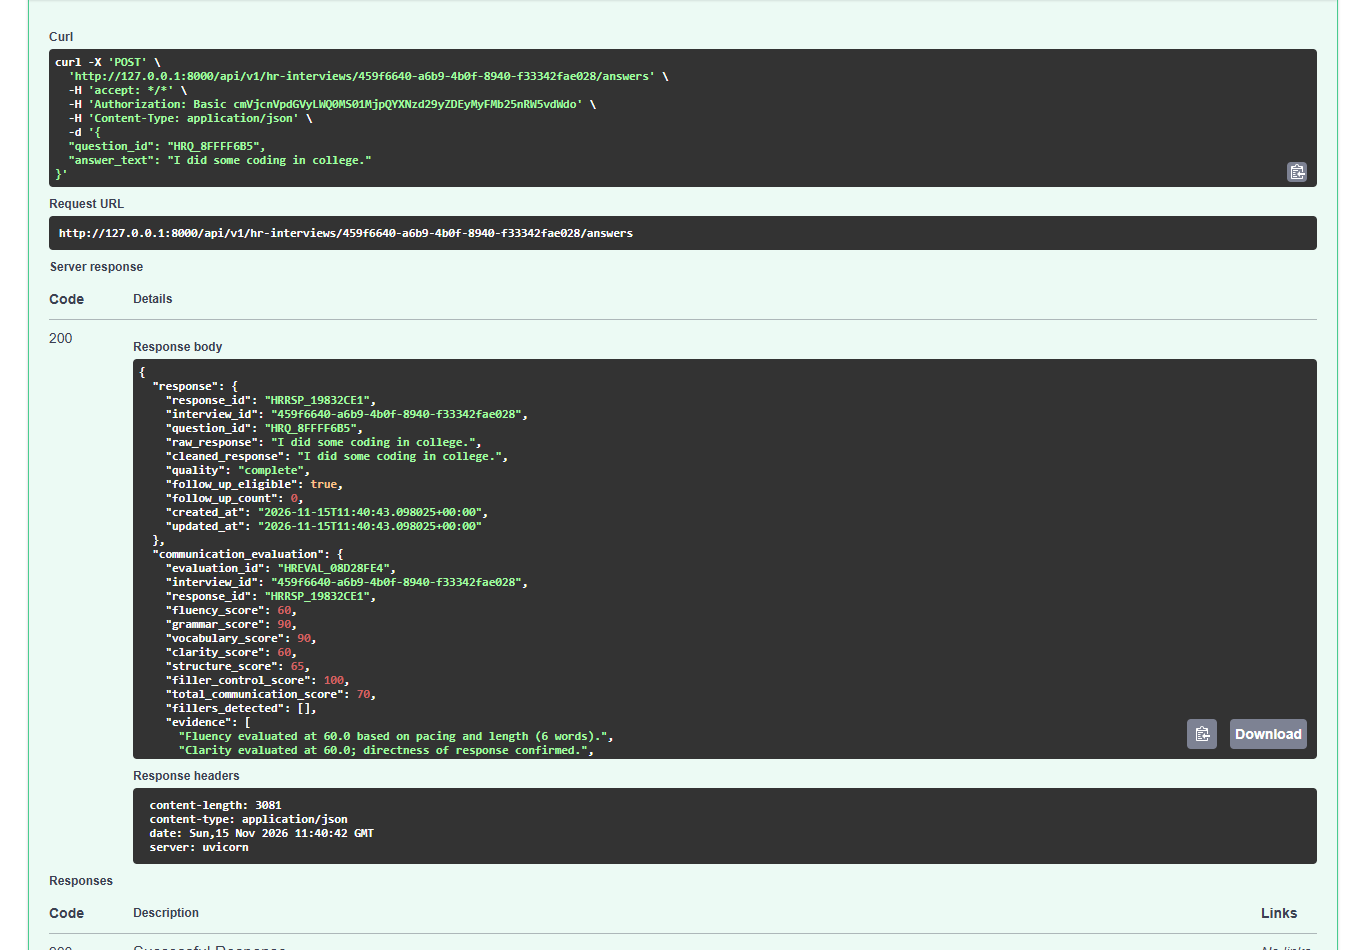 Curl
curl -X 'POST' \
'http://127.0.0.1:8000/api/v1/hr-interviews/459f6640-a6b9-4b0f-8940-f33342fae028/answers' \
-H 'accept: */*' \
-H 'Authorization: Basic cmVjcnVpdGVyLWQ0MS01MjpQYXNzd29yZDEyMyFMb25nRW5vdWdo' \
-H 'Content-Type: application/json' \
-d '{
"question_id": "HRQ_8FFFF6B5",
"answer_text": "I did some coding in college."
}'
Request URL
http://127.0.0.1:8000/api/v1/hr-interviews/459f6640-a6b9-4b0f-8940-f33342fae028/answers
Server response
Code Details
200
Response body
{
"response": {
"response_id": "HRRSP_19832CE1",
"interview_id": "459f6640-a6b9-4b0f-8940-f33342fae028",
"question_id": "HRQ_8FFFF6B5",
"raw_response": "I did some coding in college.",
"cleaned_response": "I did some coding in college.",
"quality": "complete",
"follow_up_eligible": true,
"follow_up_count": 0,
"created_at": "2026-11-15T11:40:43.098025+00:00",
"updated_at": "2026-11-15T11:40:43.098025+00:00"
},
"communication_evaluation": {
"evaluation_id": "HREVAL_08D28FE4",
"interview_id": "459f6640-a6b9-4b0f-8940-f33342fae028",
"response_id": "HRRSP_19832CE1",
"fluency_score": 60,
"grammar_score": 90,
"vocabulary_score": 90,
"clarity_score": 60,
"structure_score": 65,
"filler_control_score": 100,
"total_communication_score": 70,
"fillers_detected": [],
"evidence": [
"Fluency evaluated at 60.0 based on pacing and length (6 words).",
"Clarity evaluated at 60.0; directness of response confirmed.",
Download
Response headers
content-length: 3081
content-type: application/json
date: Sun,15 Nov 2026 11:40:42 GMT
server: uvicorn
Responses
Code Description Links
200 Successful Response No links